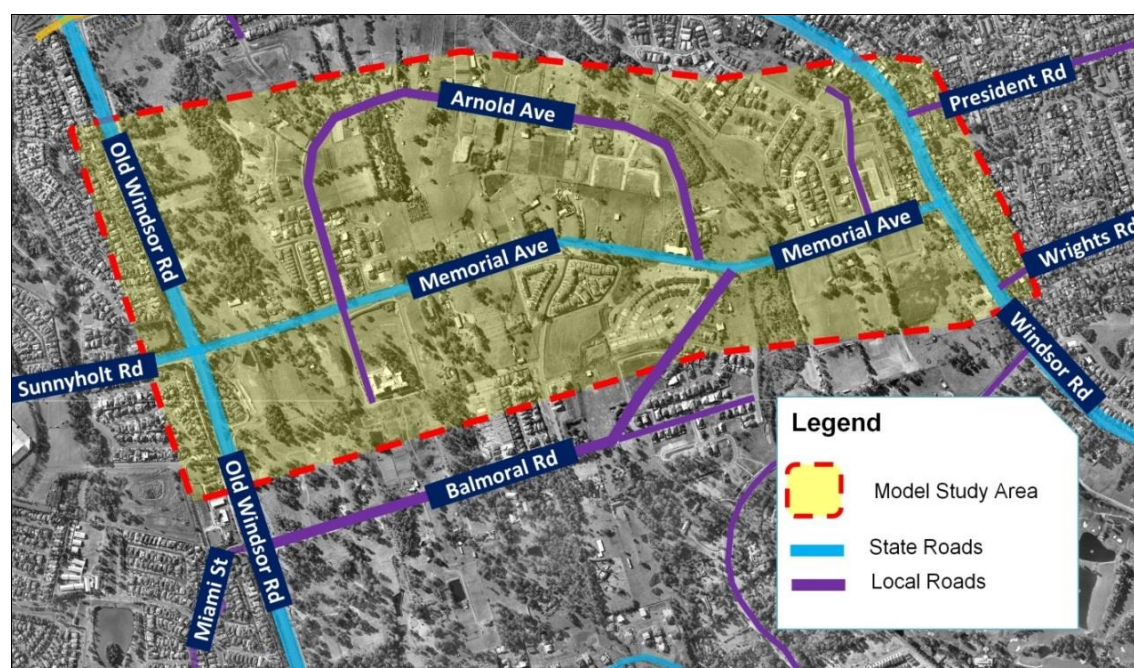 Arnold Ave
President Rd
Old Windsor Rd
Memorial Ave
Memorial Ave
Wrights Rd
Sunnyholt Rd
Windsor Rd
Balmoral Rd
Old Windsor Rd
Miami St
Legend
Model Study Area
State Roads
Local Roads